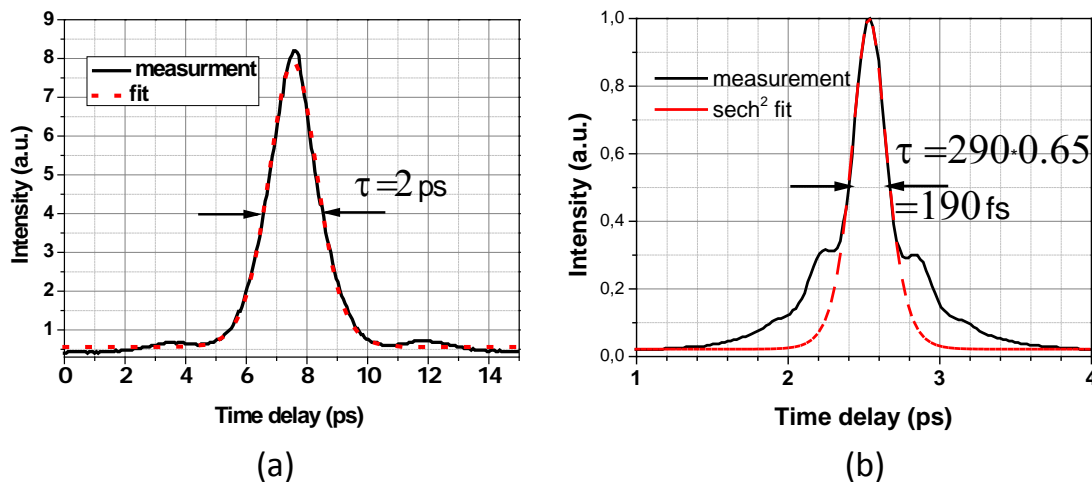 9
8
7
6
5
4
3
2
1
0 2 4 6 8 10 12 14
Intensity (a.u.)
Time delay (ps)
measurment
fit
τ=2 ps
(a)
1,0
0,8
0,6
0,4
0,2
0,0
1 2 3 4
Intensity (a.u.)
Time delay (ps)
measurement
sech² fit
τ=290*0.65
=190 fs
(b)